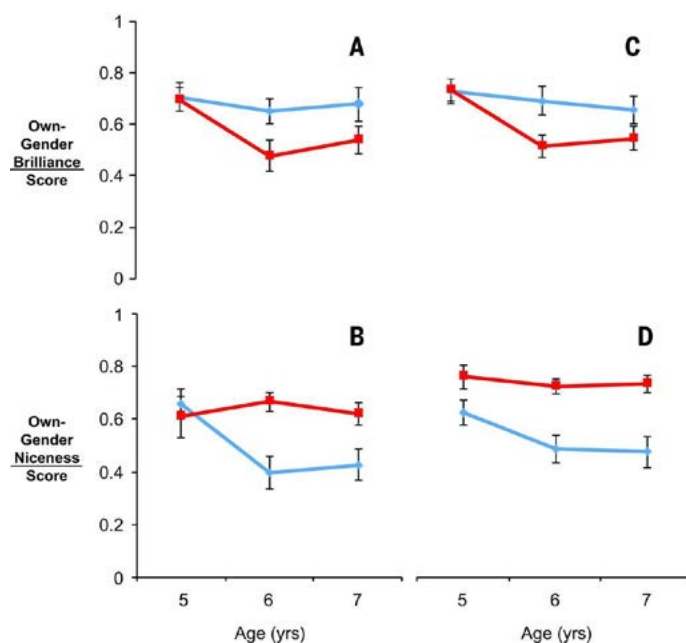 1
A
C
0.8
Own-
Gender
Brilliance
Score
0.6
0.4
0.2
0
1
B
D
0.8
Own-
Gender
Niceness
Score
0.6
0.4
0.2
0
5 6 7 5 6 7
Age (yrs) Age (yrs)